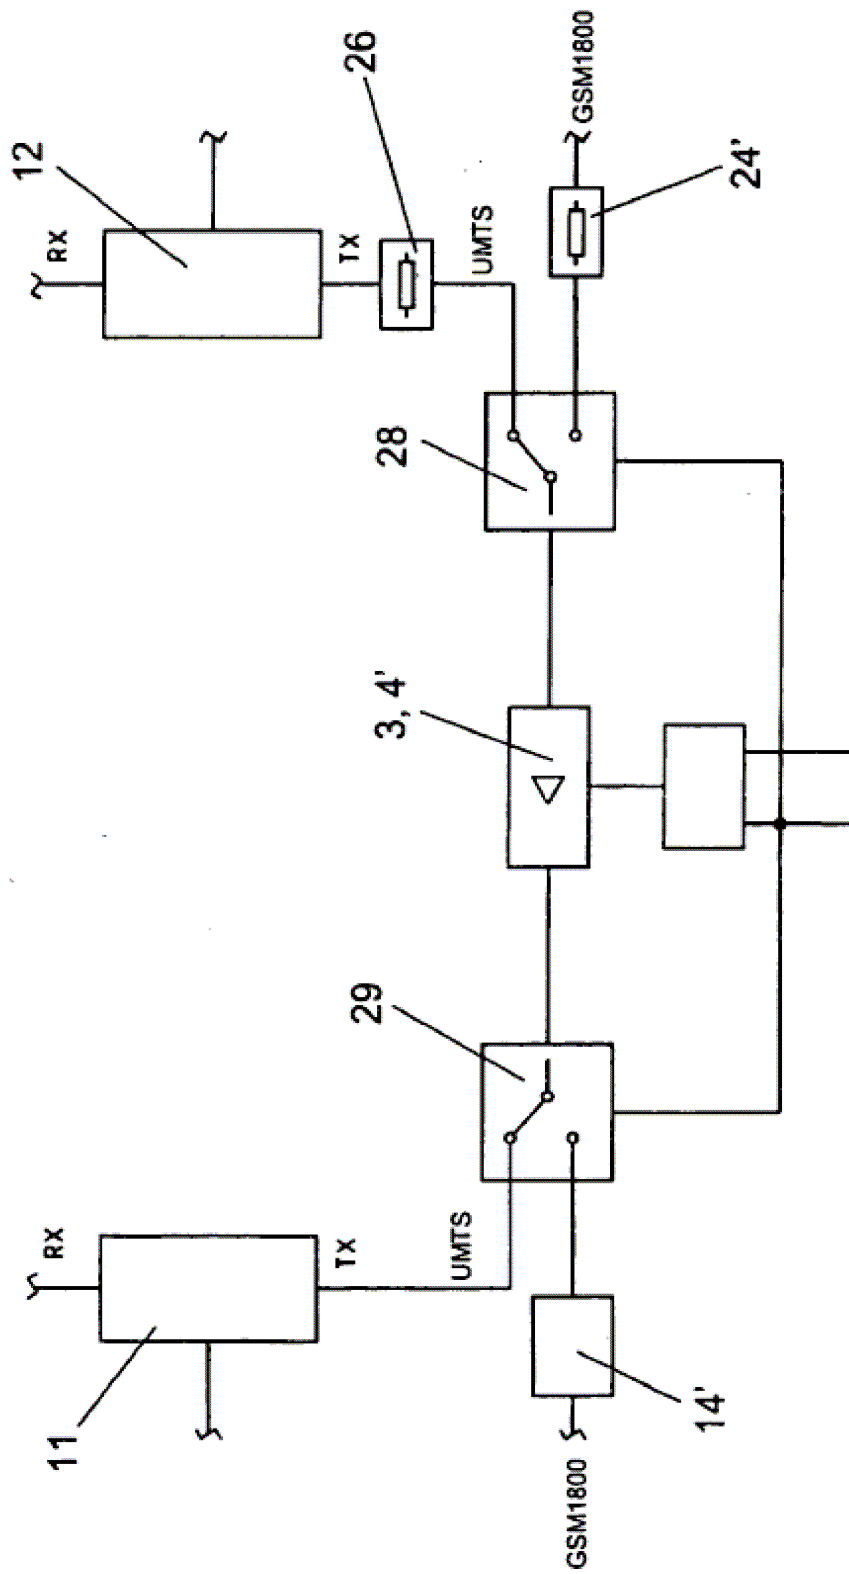 12
RX
TX
26
UMTS
GSM1800
24'
28
3, 4'
29
RX
11
TX
UMTS
14'
GSM1800